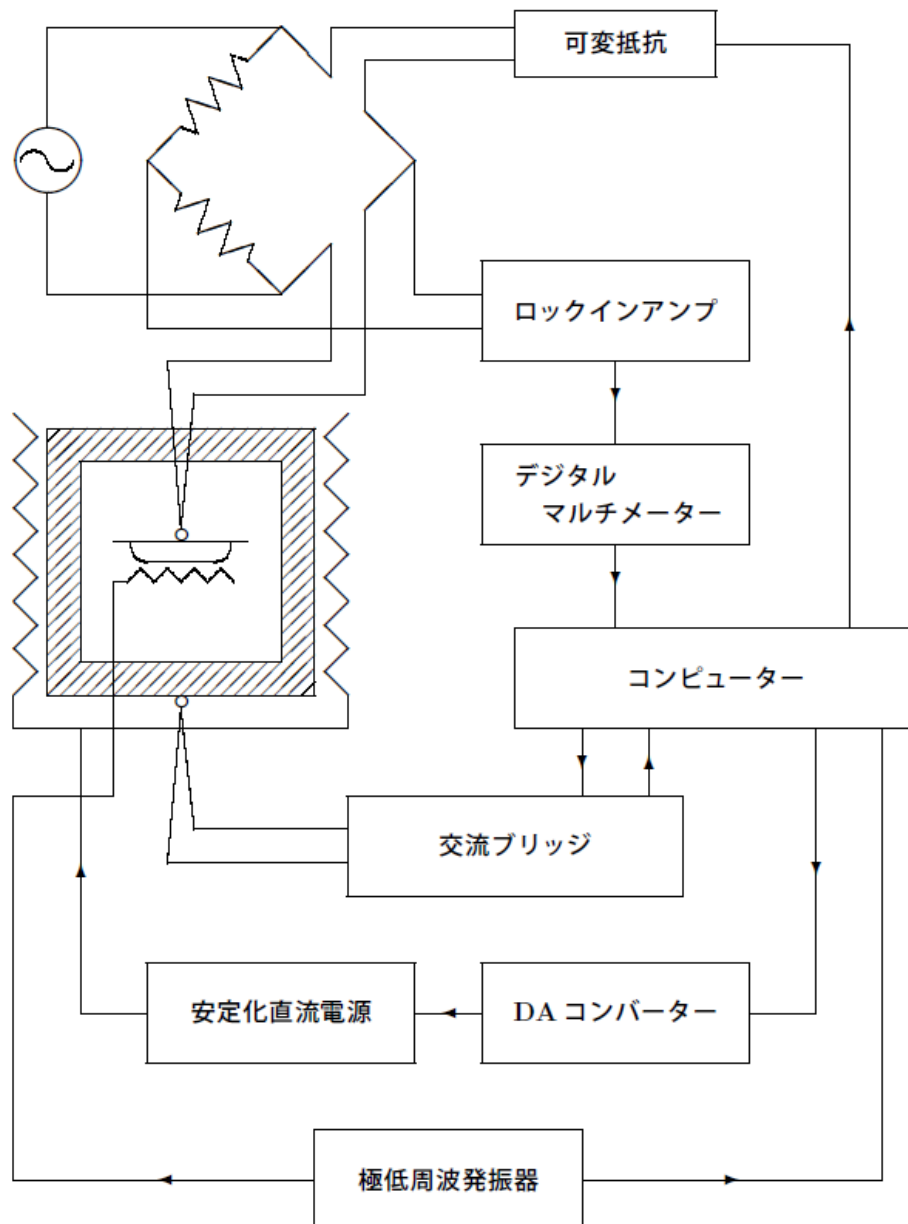 可変抵抗
ロックインアンプ
デジタル
マルチメーター
コンピューター
交流ブリッジ
安定化直流電源
DA コンバーター
極低周波発振器